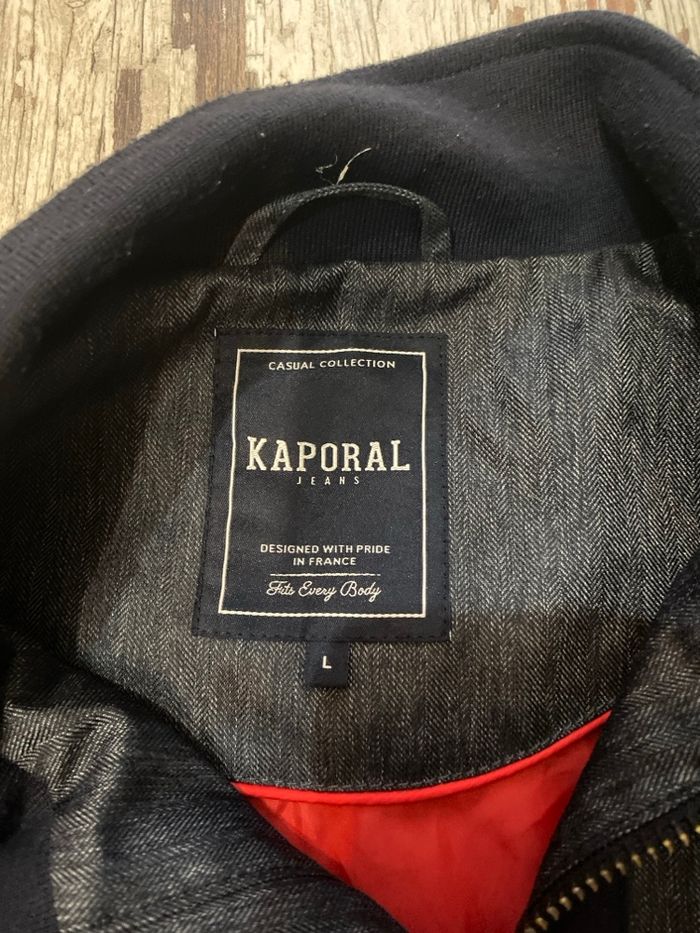 CASUAL COLLECTION
KAPORAL
JEANS
DESIGNED WITH PRIDE
IN FRANCE
Fits Every Body
L